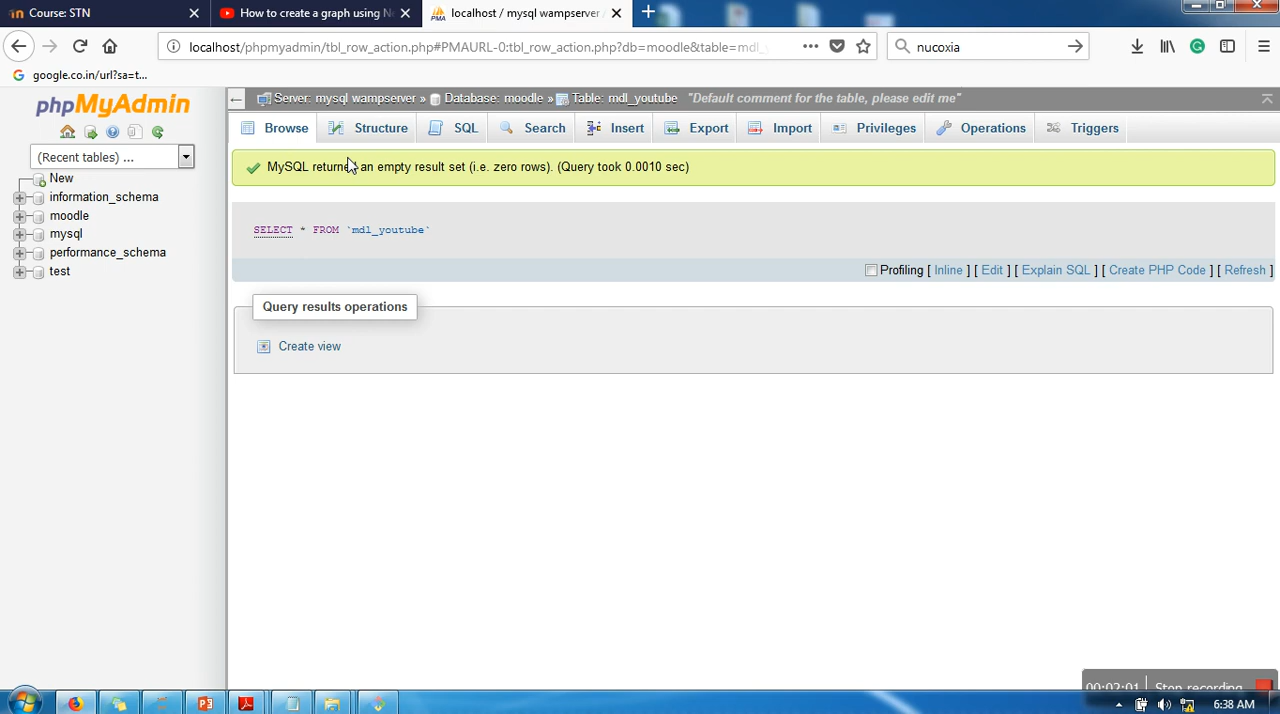 Course: STN
How to create a graph using N
localhost / mysql wampserver /
localhost/phpmyadmin/tbl_row_action.php#PMAURL-0:tbl_row_action.php?db=moodle&table=mdl_y
nucoxia
google.co.in/url?sa=t...
phpMyAdmin
Server: mysql wampserver » Database: moodle » Table: mdl_youtube "Default comment for the table, please edit me"
Browse Structure SQL Search Insert Export Import Privileges Operations Triggers
(Recent tables) ...
MySQL returned an empty result set (i.e. zero rows). (Query took 0.0010 sec)
New
information_schema
moodle
mysql
performance_schema
test
SELECT * FROM `mdl_youtube`
Profiling [ Inline ] [ Edit ] [ Explain SQL ] [ Create PHP Code ] [ Refresh ]
Query results operations
Create view
00:02:01 Stop recording
6:38 AM